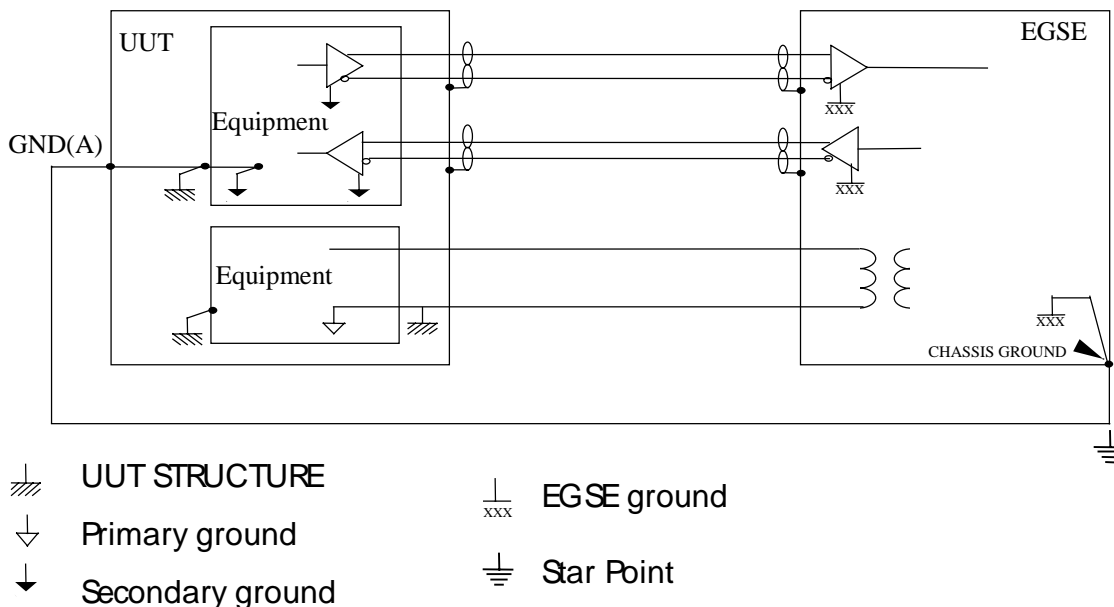 UUT
EGSE
Equipment
GND(A)
xxx
xxx
Equipment
xxx
CHASSIS GROUND
UUT STRUCTURE
Primary ground
Secondary ground
xxx
EGSE ground
Star Point